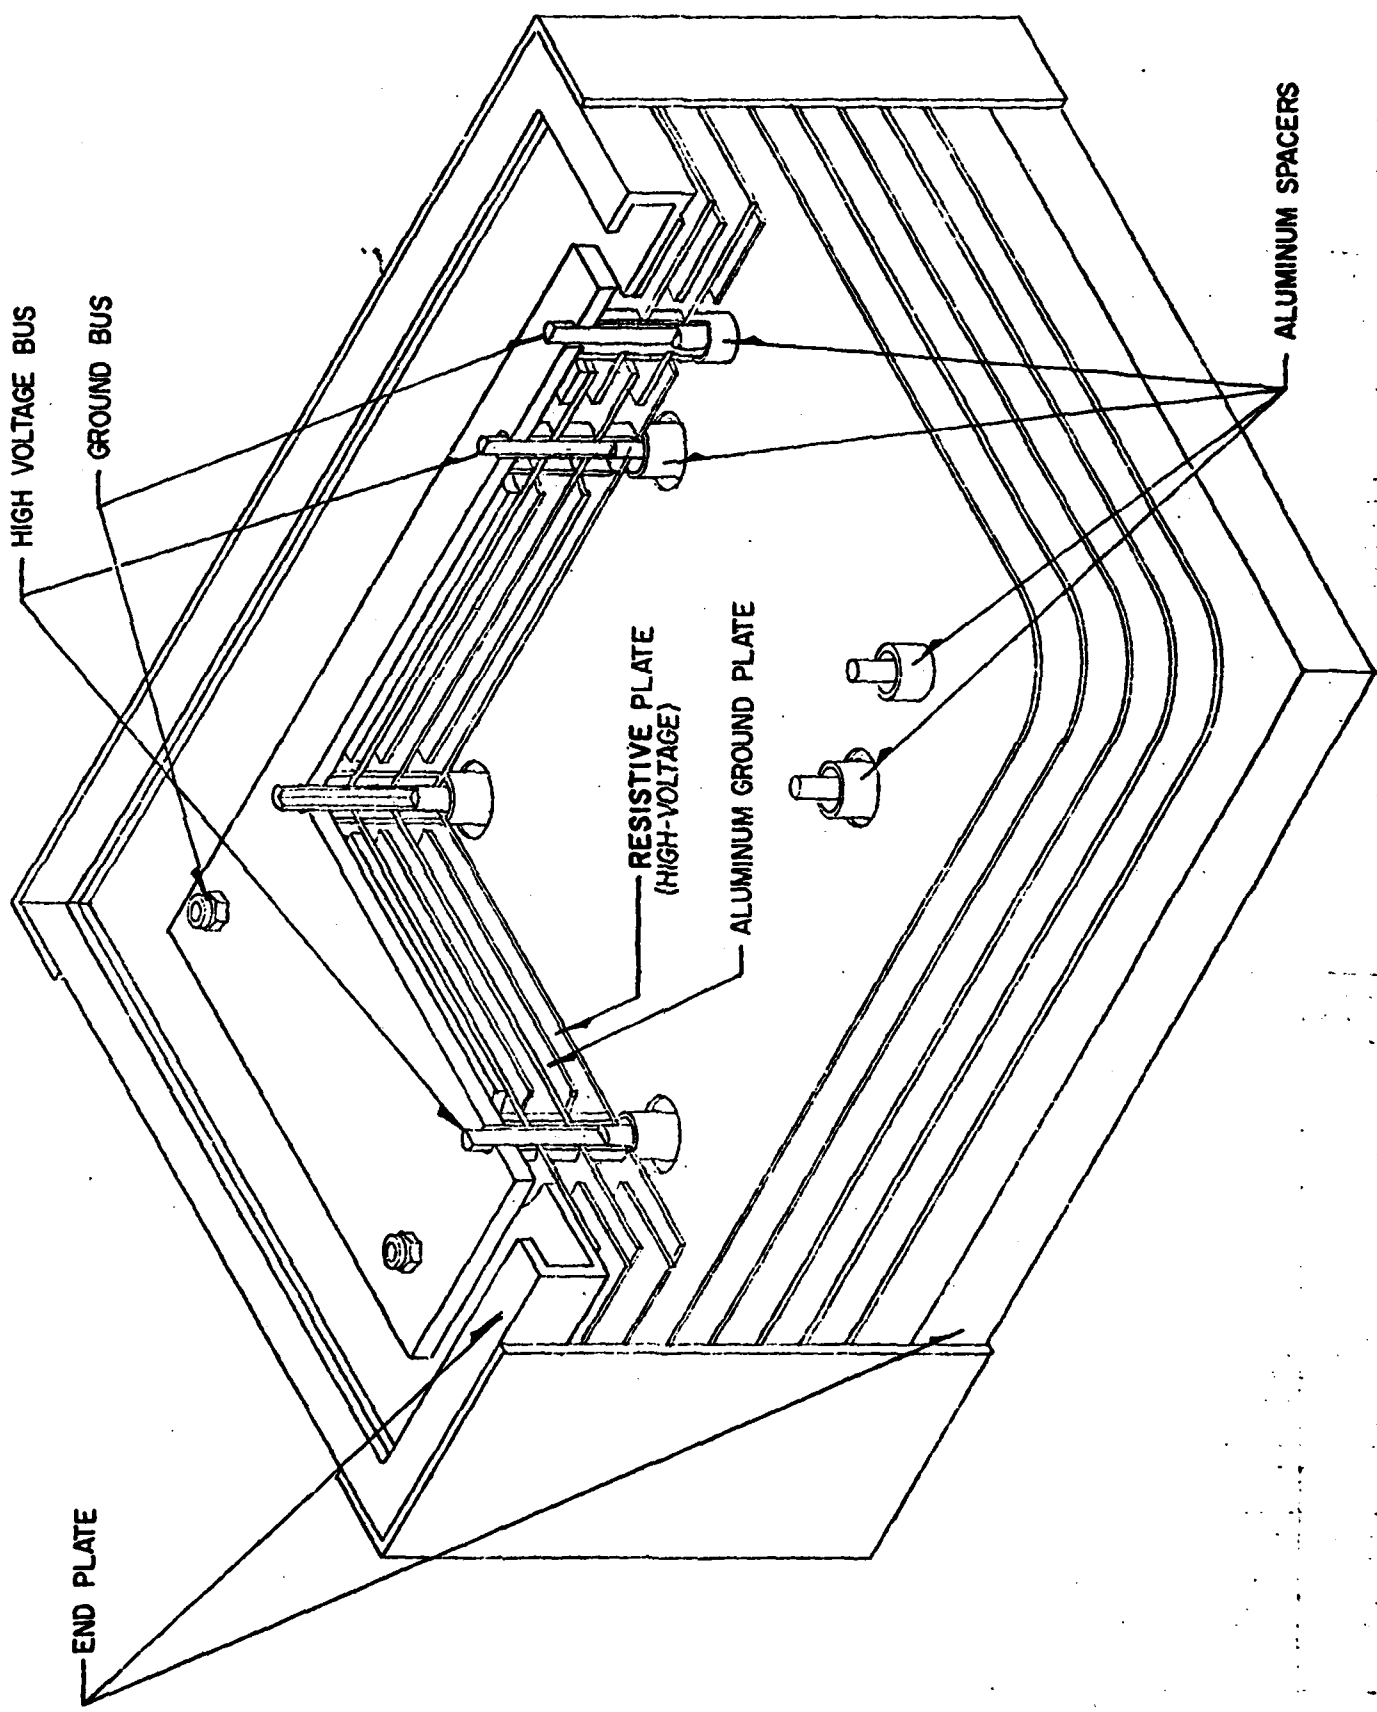 HIGH VOLTAGE BUS
GROUND BUS
END PLATE
RESISTIVE PLATE
(HIGH-VOLTAGE)
ALUMINUM GROUND PLATE
ALUMINUM SPACERS